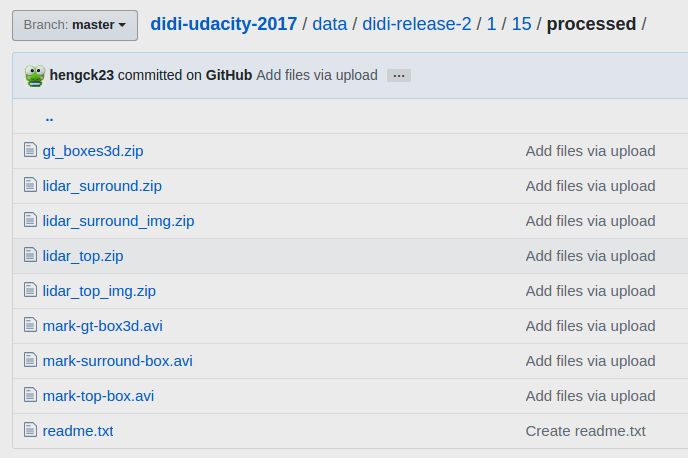 Branch: master didi-udacity-2017 / data / didi-release-2 / 1 / 15 / processed /
hengck23 committed on GitHub Add files via upload ...
..
gt_boxes3d.zip Add files via upload
lidar_surround.zip Add files via upload
lidar_surround_img.zip Add files via upload
lidar_top.zip Add files via upload
lidar_top_img.zip Add files via upload
mark-gt-box3d.avi Add files via upload
mark-surround-box.avi Add files via upload
mark-top-box.avi Add files via upload
readme.txt Create readme.txt